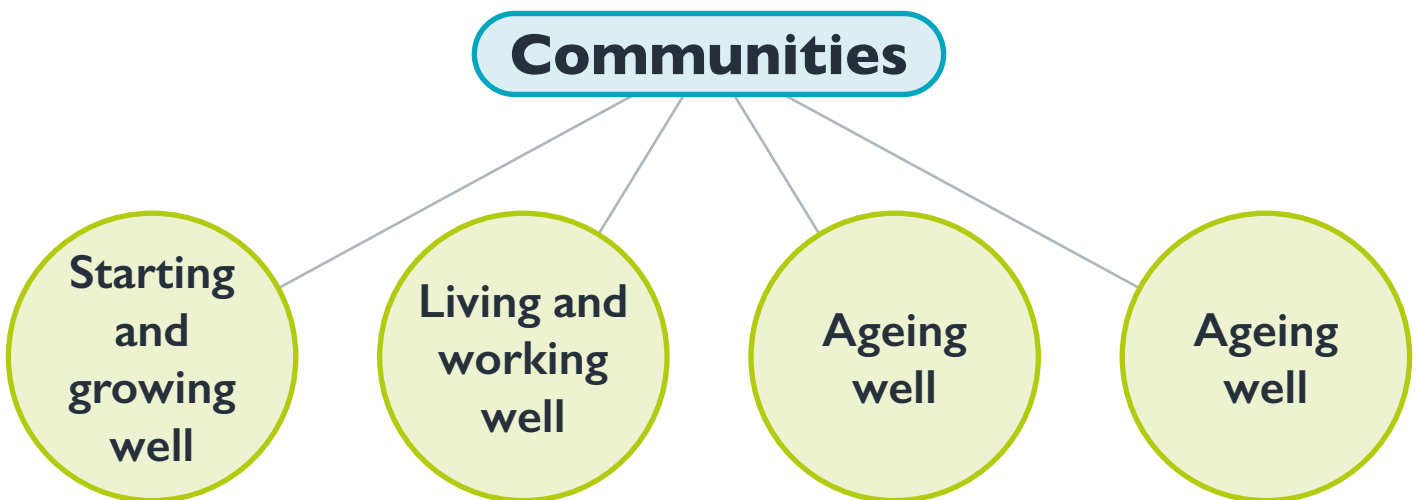 Communities
Starting
and
growing
well
Living and
working
well
Ageing
well
Ageing
well